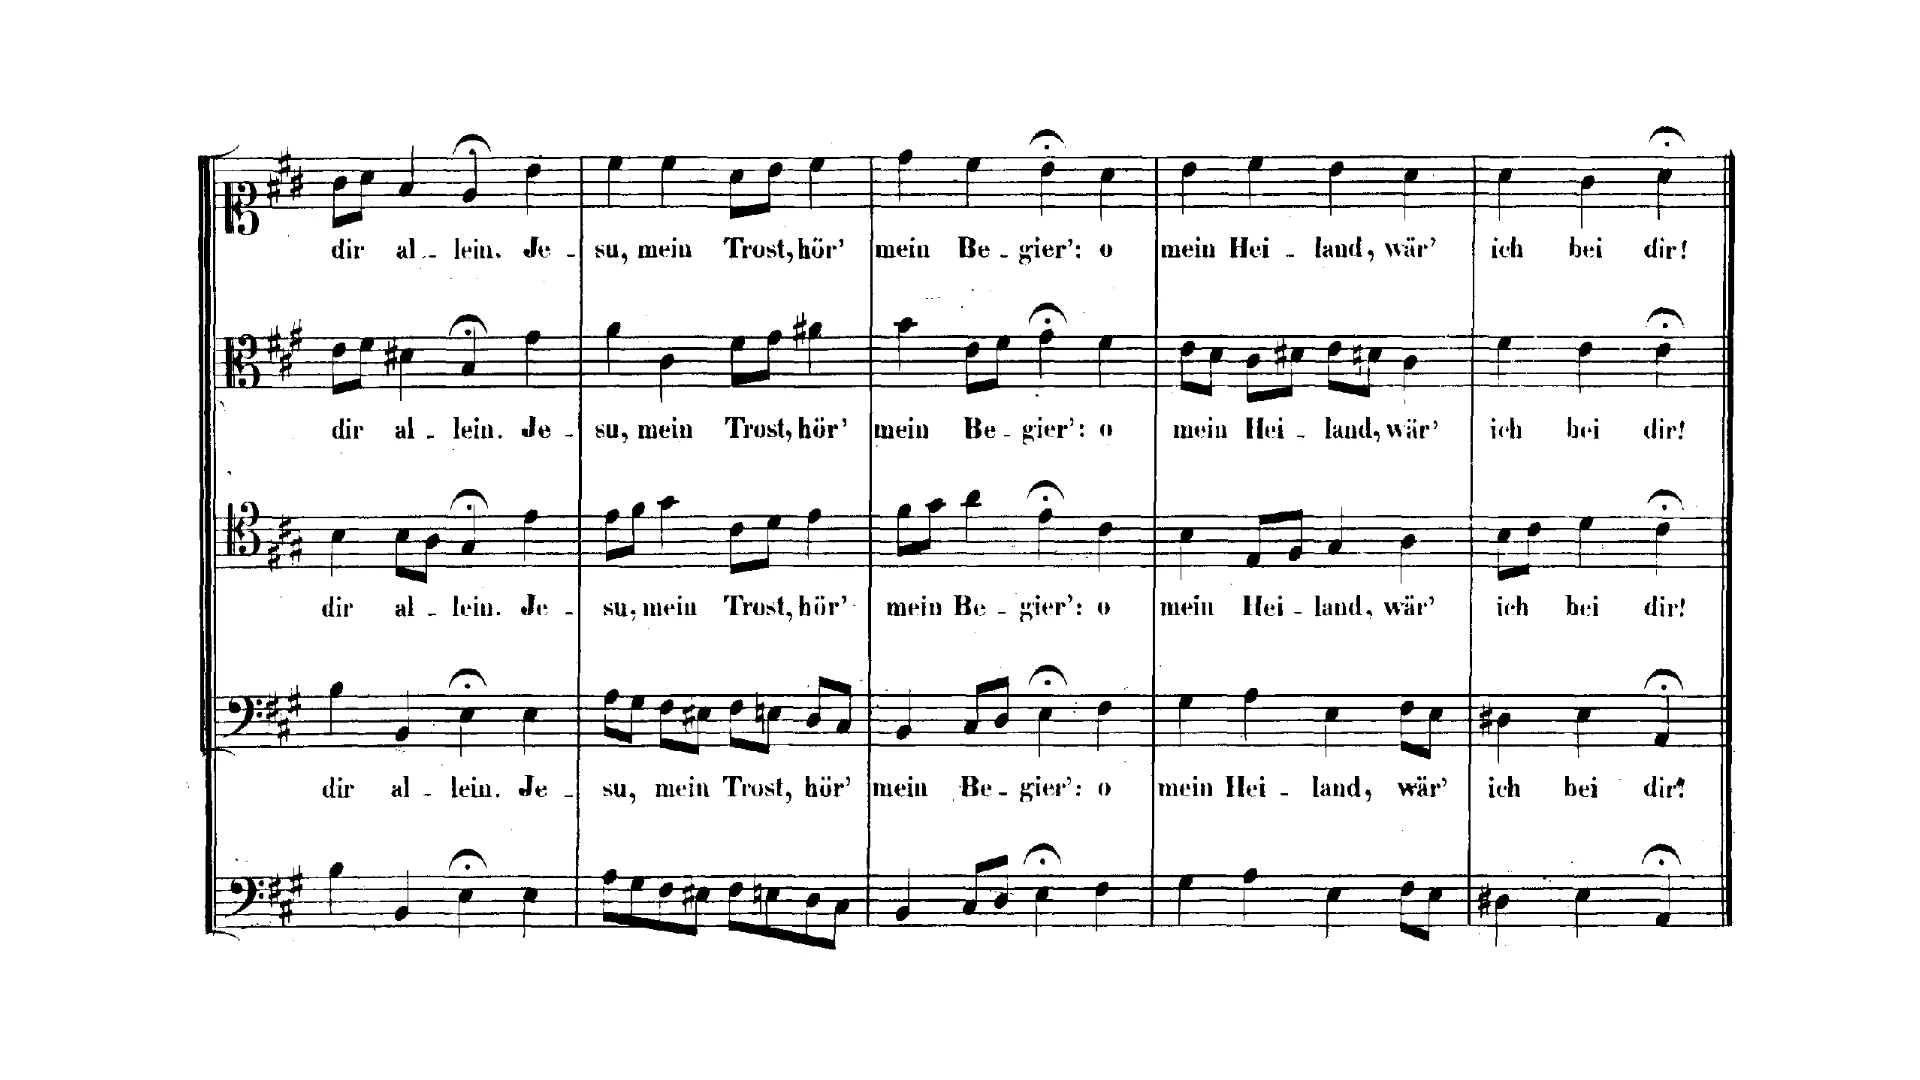 dir al - lein. Je - su, mein Trost, hör' mein Be - gier': o mein Hei - land, wär' ich bei dir!
dir al - lein. Je - su, mein Trost, hör' mein Be - gier': o mein Hei - land, wär' ich bei dir!
dir al - lein. Je - su, mein Trost, hör' mein Be - gier': o mein Hei - land, wär' ich bei dir!
dir al - lein. Je - su, mein Trost, hör' mein Be - gier': o mein Hei - land, wär' ich bei dir!